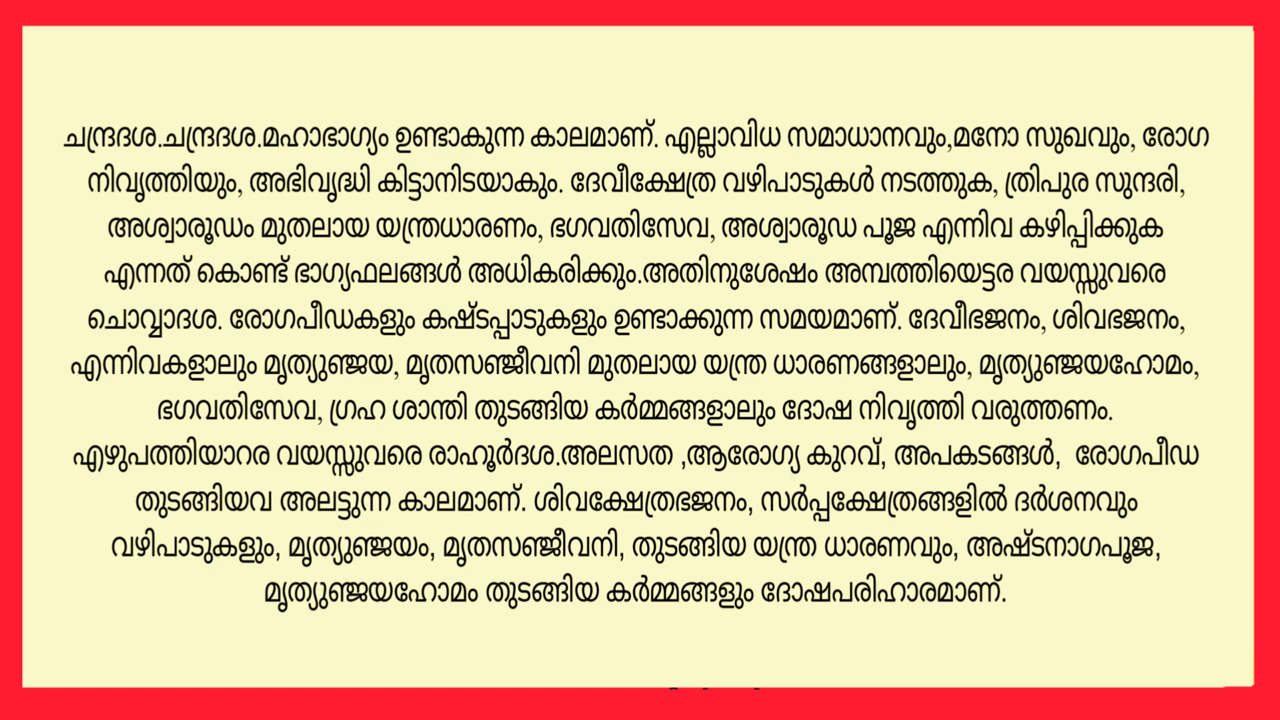 ചന്ദ്രദശ.ചന്ദ്രദശ.മഹാഭാഗ്യം ഉണ്ടാകുന്ന കാലമാണ്. എല്ലാവിധ സമാധാനവും,മനോ സുഖവും, രോഗ
നിവൃത്തിയും, അഭിവൃദ്ധി കിട്ടാനിടയാകും. ദേവീക്ഷേത്ര വഴിപാടുകൾ നടത്തുക, ത്രിപുര സുന്ദരി,
അശ്വാരൂഡം മുതലായ യന്ത്രധാരണം, ഭഗവതിസേവ, അശ്വാരൂഡ പൂജ എന്നിവ കഴിപ്പിക്കുക
എന്നത് കൊണ്ട് ഭാഗ്യഫലങ്ങൾ അധികരിക്കും.അതിനുശേഷം അമ്പത്തിയെട്ടര വയസ്സുവരെ
ചൊവ്വാദശ. രോഗപീഡകളും കഷ്ടപ്പാടുകളും ഉണ്ടാക്കുന്ന സമയമാണ്. ദേവീഭജനം, ശിവഭജനം,
എന്നിവകളാലും മൃത്യുഞ്ജയ, മൃതസഞ്ജീവനി മുതലായ യന്ത്ര ധാരണങ്ങളാലും, മൃത്യുഞ്ജയഹോമം,
ഭഗവതിസേവ, ഗ്രഹ ശാന്തി തുടങ്ങിയ കർമ്മങ്ങളാലും ദോഷ നിവൃത്തി വരുത്തണം.
എഴുപത്തിയാറര വയസ്സുവരെ രാഹൂർദശ.അലസത ,ആരോഗ്യ കുറവ്, അപകടങ്ങൾ,  രോഗപീഡ
തുടങ്ങിയവ അലട്ടുന്ന കാലമാണ്. ശിവക്ഷേത്രഭജനം, സർപ്പക്ഷേത്രങ്ങളിൽ ദർശനവും
വഴിപാടുകളും, മൃത്യുഞ്ജയം, മൃതസഞ്ജീവനി, തുടങ്ങിയ യന്ത്ര ധാരണവും, അഷ്ടനാഗപൂജ,
മൃത്യുഞ്ജയഹോമം തുടങ്ങിയ കർമ്മങ്ങളും ദോഷപരിഹാരമാണ്.